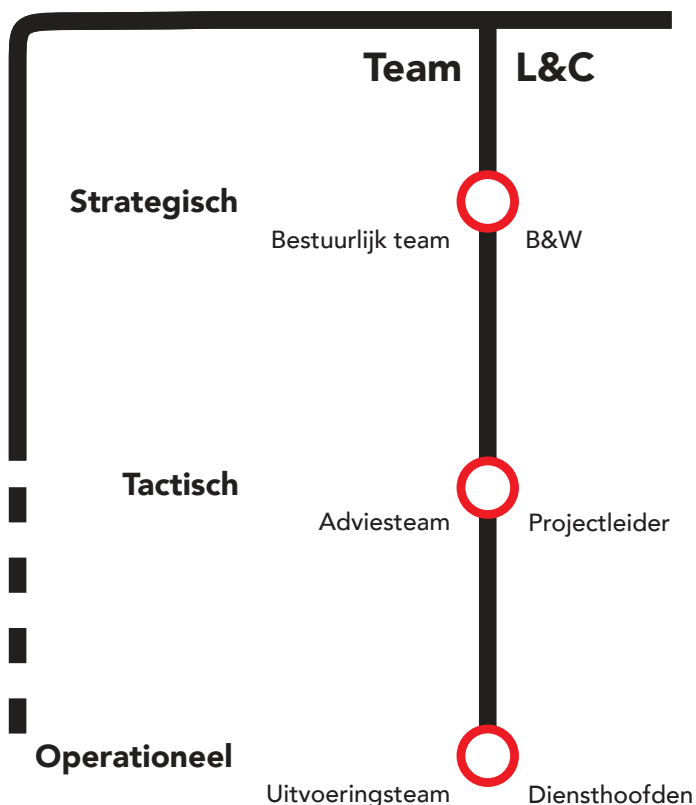 Team L&C
Strategisch
Bestuurlijk team B&W
Tactisch
Adviesteam Projectleider
Operationeel
Uitvoeringsteam Diensthoofden